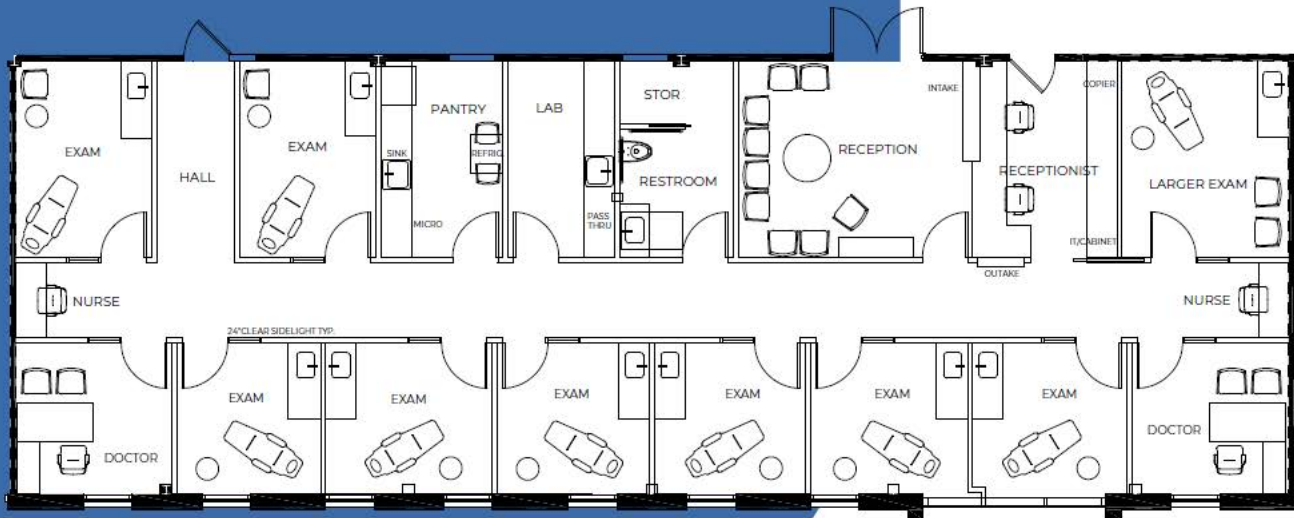 STOR
COPIER
INTAKE
PANTRY
LAB
EXAM
EXAM
SINK
REFRIG
RECEPTION
HALL
RESTROOM
RECEPTIONIST
LARGER EXAM
MICRO
PASS
THRU
IT/CABINET
OUTAKE
NURSE
NURSE
24"CLEAR SIDELIGHT TYP.
EXAM
EXAM
EXAM
EXAM
EXAM
EXAM
DOCTOR
DOCTOR